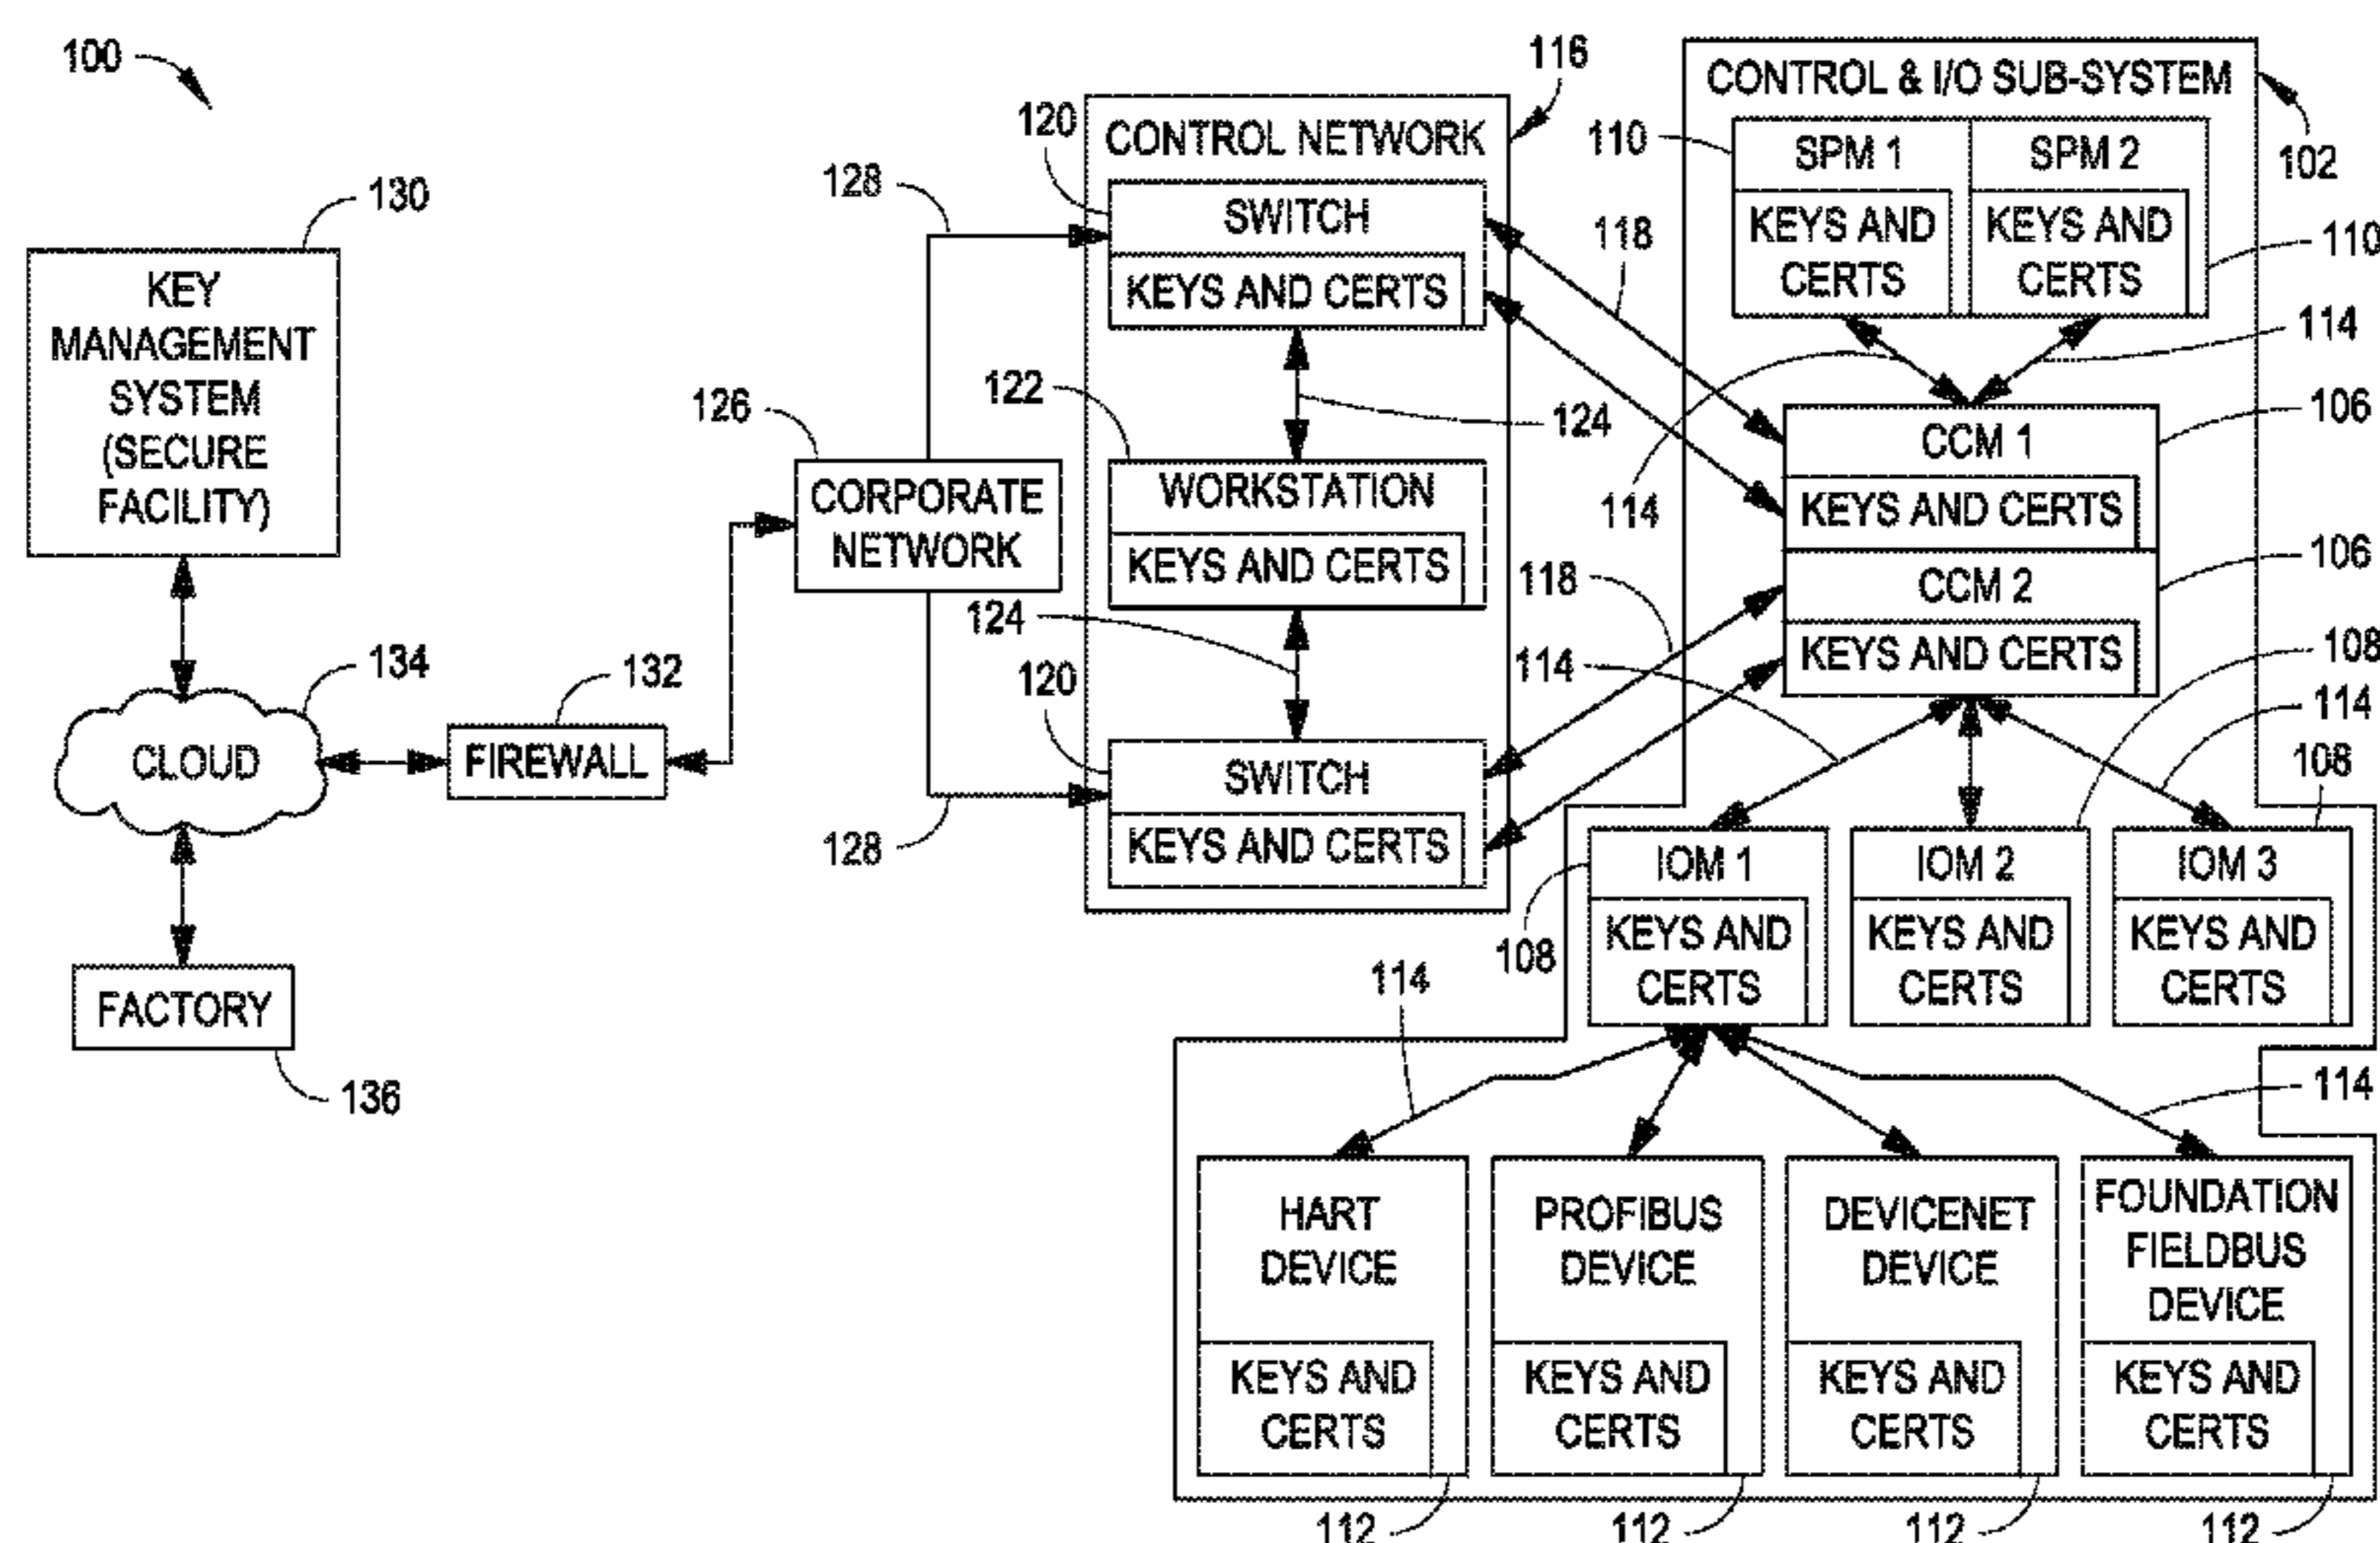 100
130
KEY
MANAGEMENT
SYSTEM
(SECURE
FACILITY)
134
CLOUD
132
FIREWALL
FACTORY
136
126
CORPORATE
NETWORK
128
128
116
CONTROL NETWORK
120
SWITCH
KEYS AND CERTS
124
122
WORKSTATION
KEYS AND CERTS
124
120
SWITCH
KEYS AND CERTS
118
118
CONTROL & I/O SUB-SYSTEM
102
110
SPM 1
KEYS AND
CERTS
SPM 2
KEYS AND
CERTS
110
114
114
CCM 1
KEYS AND CERTS
106
CCM 2
KEYS AND CERTS
106
114
108
114
108
IOM 1
KEYS AND
CERTS
108
IOM 2
KEYS AND
CERTS
IOM 3
KEYS AND
CERTS
114
114
HART
DEVICE
KEYS AND
CERTS
PROFIBUS
DEVICE
KEYS AND
CERTS
DEVICENET
DEVICE
KEYS AND
CERTS
FOUNDATION
FIELDBUS
DEVICE
KEYS AND
CERTS
112
112
112
112